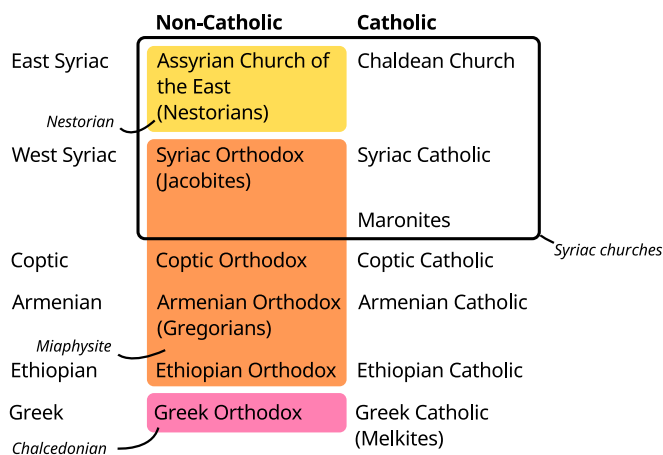 Non-Catholic Catholic
East Syriac Assyrian Church of Chaldean Church
the East
(Nestorians)
Nestorian
West Syriac Syriac Orthodox Syriac Catholic
(Jacobites)
Maronites
Syriac churches
Coptic Coptic Orthodox Coptic Catholic
Armenian Armenian Orthodox Armenian Catholic
(Gregorians)
Miaphysite
Ethiopian Ethiopian Orthodox Ethiopian Catholic
Greek Greek Orthodox Greek Catholic
(Melkites)
Chalcedonian